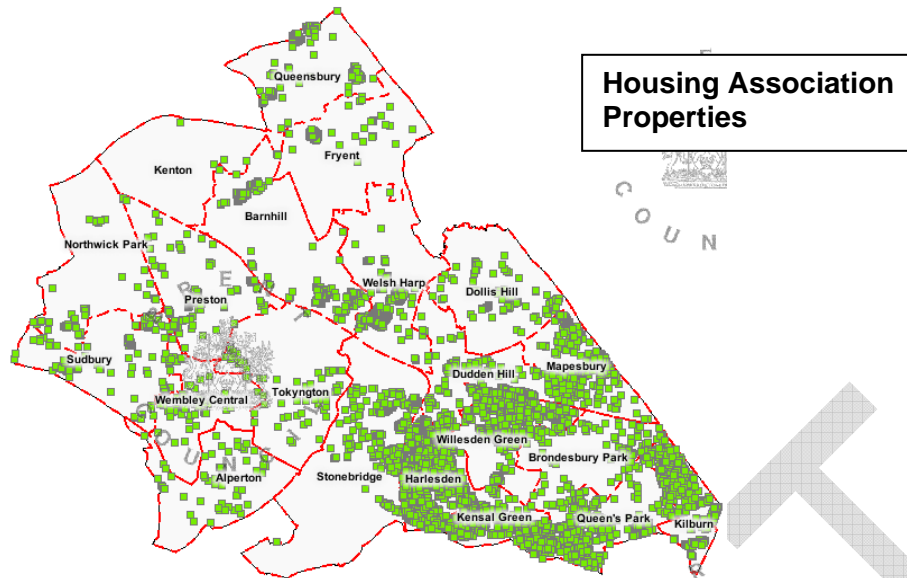 Housing Association
Properties
Queensbury
Fryent
Kenton
Barnhill
Northwick Park
Welsh Harp
Dollis Hill
Preston
Sudbury
Mapesbury
Dudden Hill
Tokyngton
Wembley Central
Willesden Green
Brondesbury Park
Alperton
Stonebridge
Harlesden
Kensal Green
Queen's Park
Kilburn
C O U N